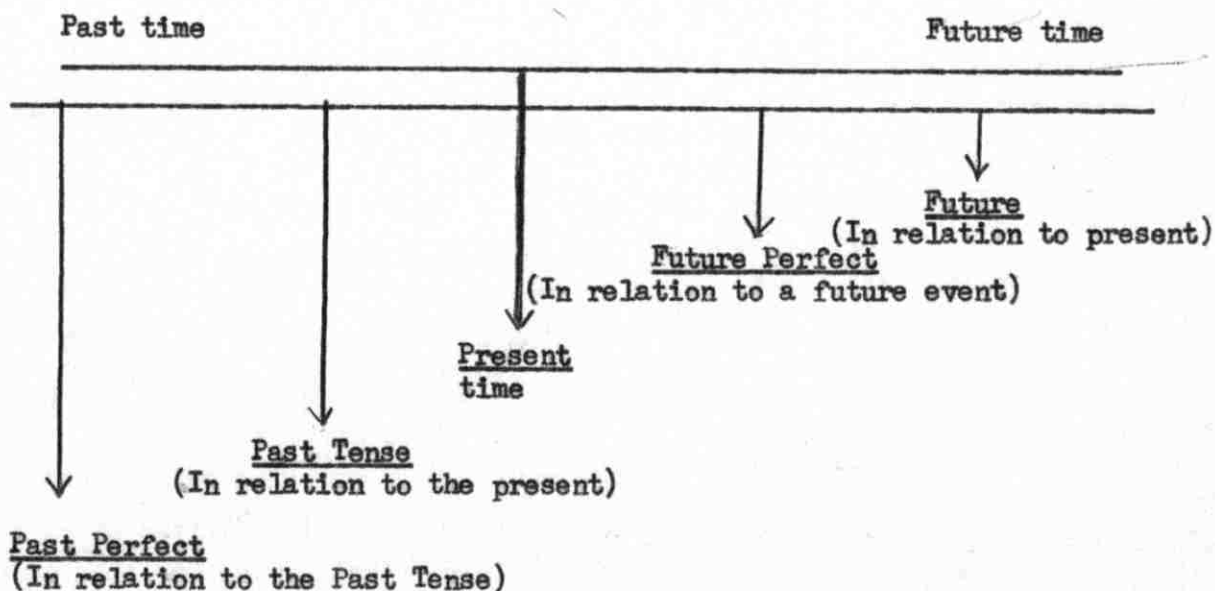 Past time
Future time
Future
(In relation to present)
Future Perfect
(In relation to a future event)
Present
time
Past Tense
(In relation to the present)
Past Perfect
(In relation to the Past Tense)